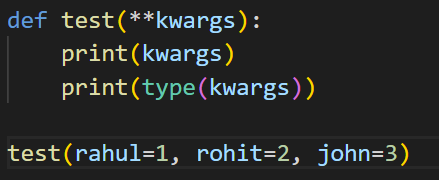 def test(**kwargs):
    print(kwargs)
    print(type(kwargs))

test(rahul=1, rohit=2, john=3)